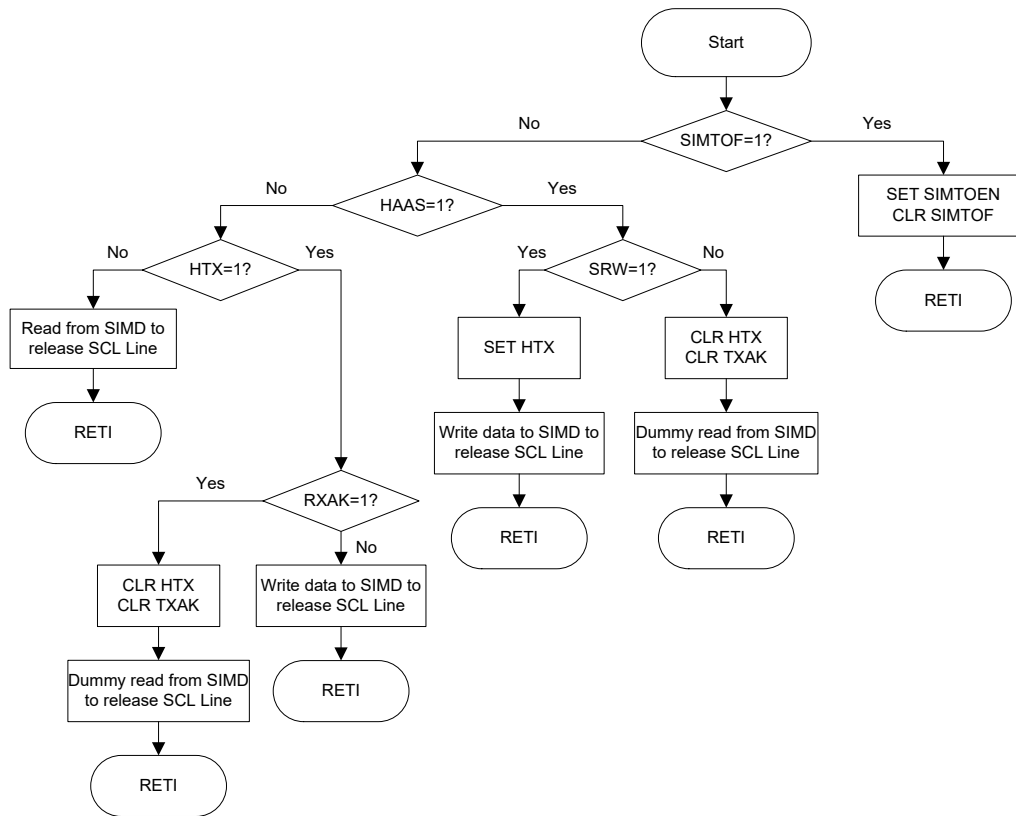 Start
No
SIMTOF=1?
Yes
No
HAAS=1?
Yes
SET SIMTOEN
CLR SIMTOF
No
HTX=1?
Yes
Yes
SRW=1?
No
RETI
Read from SIMD to
release SCL Line
SET HTX
CLR HTX
CLR TXAK
RETI
Write data to SIMD to
release SCL Line
Dummy read from SIMD
to release SCL Line
Yes
RXAK=1?
RETI
RETI
No
CLR HTX
CLR TXAK
Write data to SIMD to
release SCL Line
Dummy read from SIMD
to release SCL Line
RETI
RETI